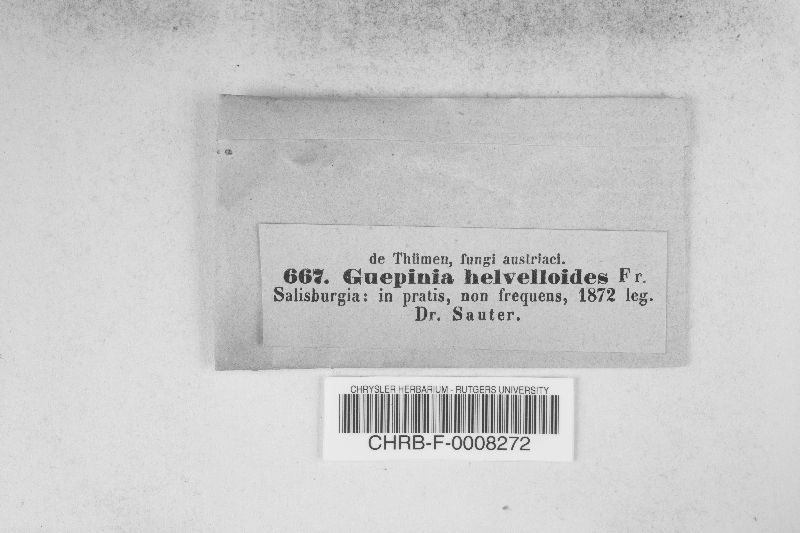 de Thümen, fungi austriaci.
667. Guepinia helvelloides Fr.
Salisburgia: in pratis, non frequens, 1872 leg.
Dr. Sauter.
CHRYSLER HERBARIUM - RUTGERS UNIVERSITY
CHRB-F-0008272